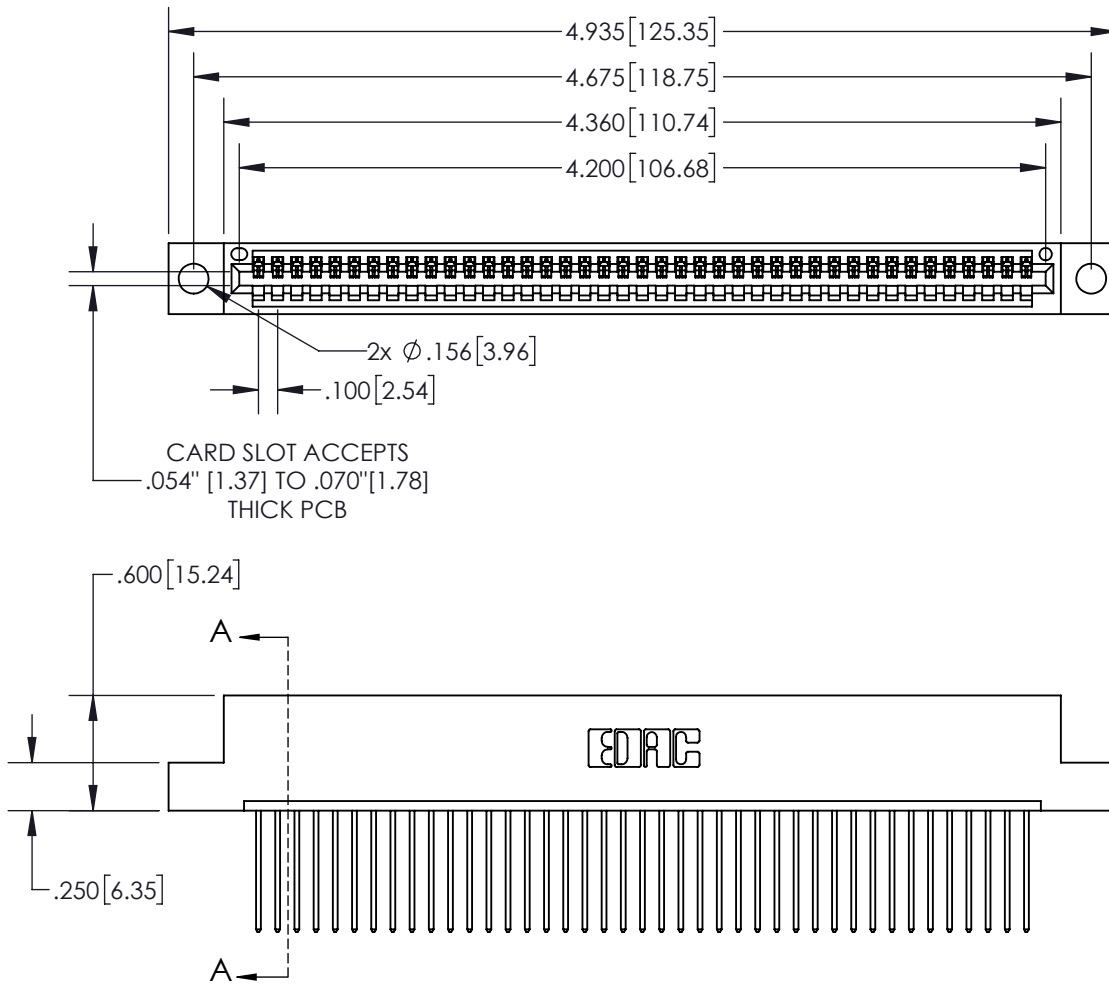 4.935[125.35]
4.675[118.75]
4.360[110.74]
4.200[106.68]
2x Ø .156[3.96]
.100[2.54]
CARD SLOT ACCEPTS
.054" [1.37] TO .070"[1.78]
THICK PCB
.600[15.24]
A
EDAC
.250[6.35]
A